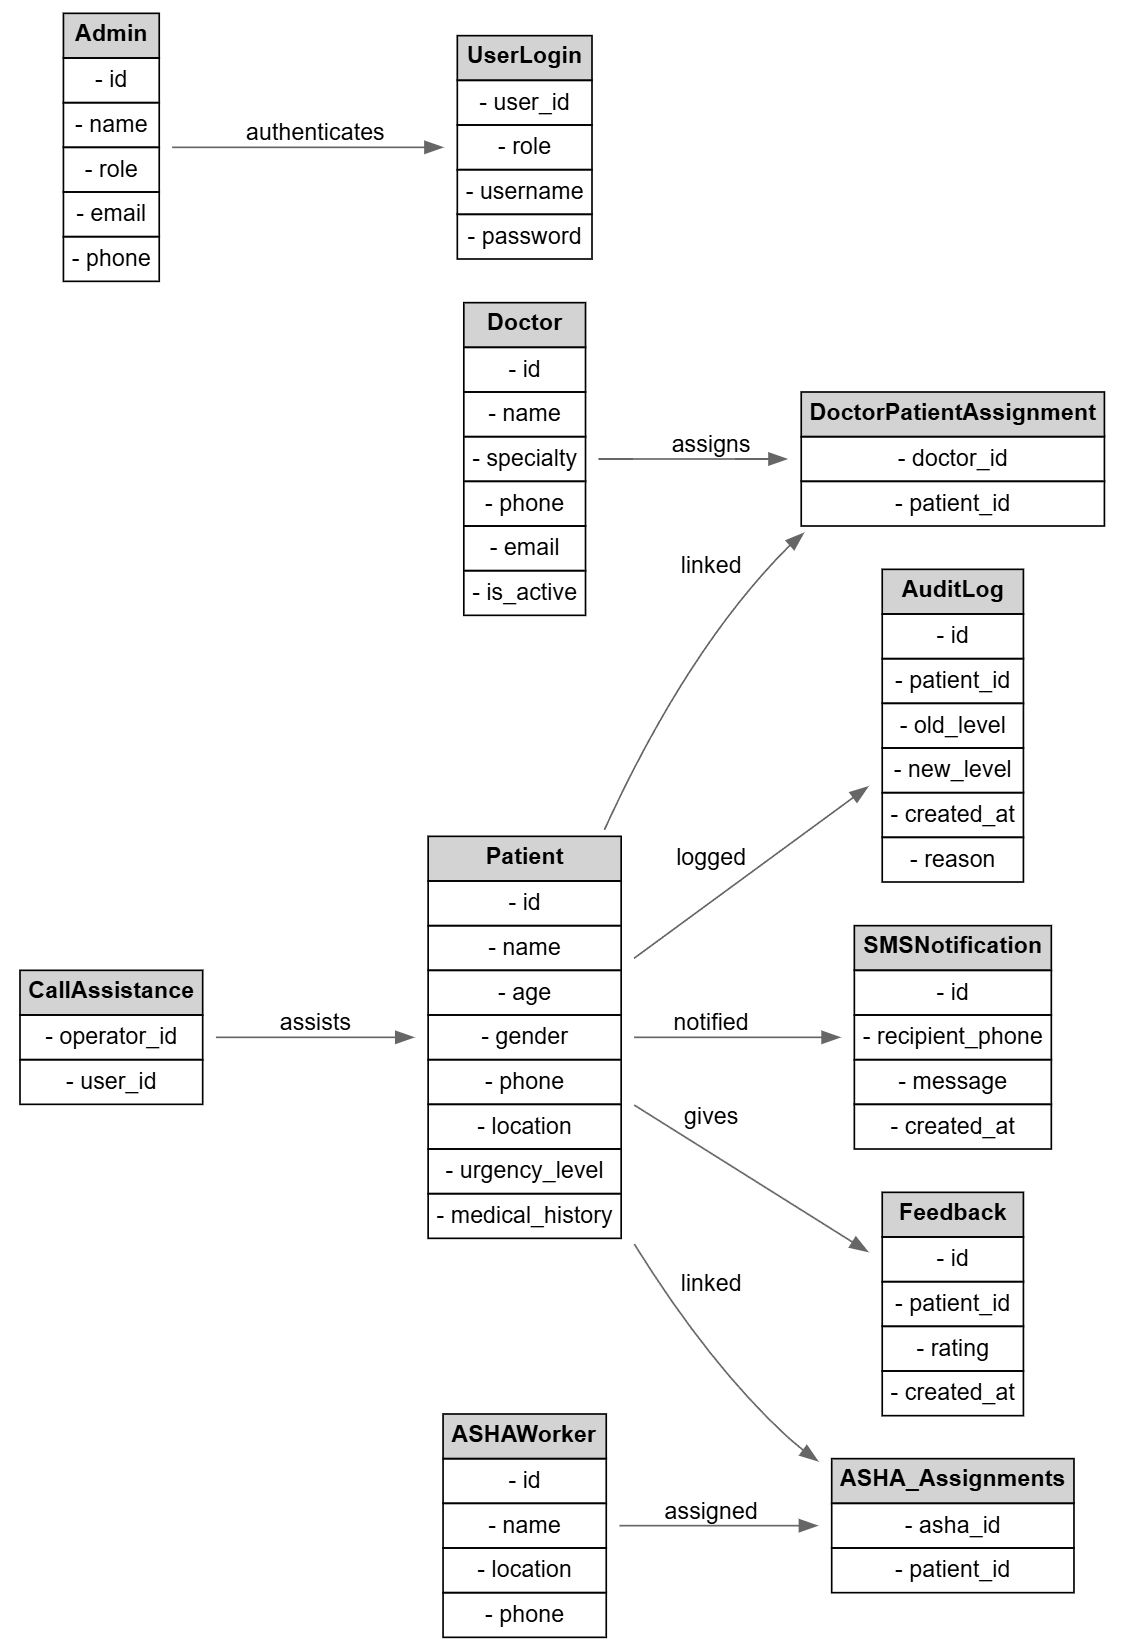 Admin
- id
- name
- role
- email
- phone
authenticates
UserLogin
- user_id
- role
- username
- password
Doctor
- id
- name
- specialty
- phone
- email
- is_active
assigns
DoctorPatientAssignment
- doctor_id
- patient_id
linked
AuditLog
- id
- patient_id
- old_level
- new_level
- created_at
- reason
logged
Patient
- id
- name
- age
- gender
- phone
- location
- urgency_level
- medical_history
CallAssistance
- operator_id
- user_id
assists
notified
SMSNotification
- id
- recipient_phone
- message
- created_at
gives
Feedback
- id
- patient_id
- rating
- created_at
linked
ASHAWorker
- id
- name
- location
- phone
assigned
ASHA_Assignments
- asha_id
- patient_id